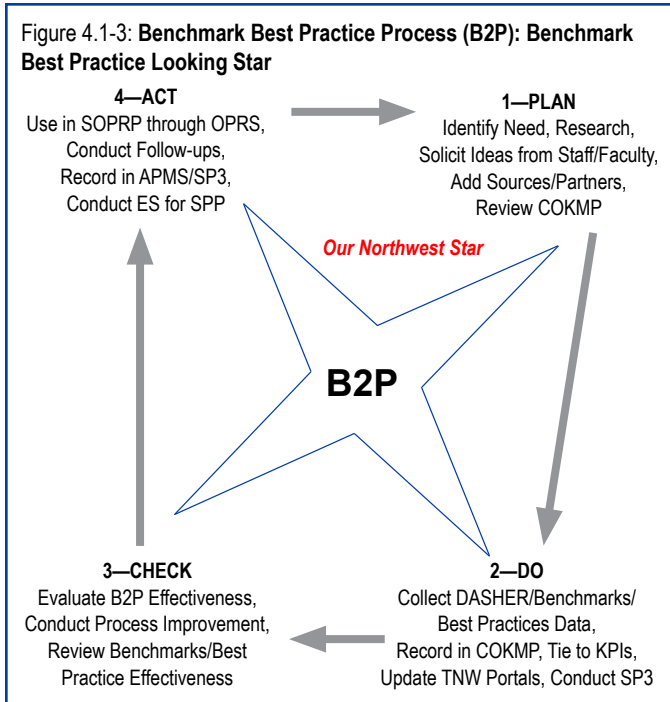 Figure 4.1-3: Benchmark Best Practice Process (B2P): Benchmark
Best Practice Looking Star
4—ACT
Use in SOPRP through OPRS,
Conduct Follow-ups,
Record in APMS/SP3,
Conduct ES for SPP
1—PLAN
Identify Need, Research,
Solicit Ideas from Staff/Faculty,
Add Sources/Partners,
Review COKMP
Our Northwest Star
B2P
3—CHECK
Evaluate B2P Effectiveness,
Conduct Process Improvement,
Review Benchmarks/Best
Practice Effectiveness
2—DO
Collect DASHER/Benchmarks/
Best Practices Data,
Record in COKMP, Tie to KPIs,
Update TNW Portals, Conduct SP3